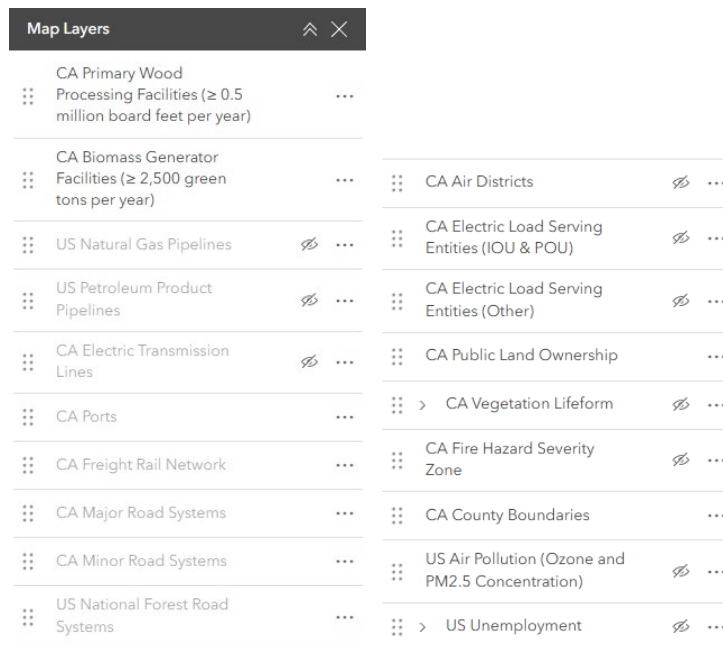 Map Layers
CA Primary Wood
Processing Facilities (≥ 0.5
million board feet per year)
CA Biomass Generator
Facilities (≥ 2,500 green
tons per year)
US Natural Gas Pipelines
US Petroleum Product
Pipelines
CA Electric Transmission
Lines
CA Ports
CA Freight Rail Network
CA Major Road Systems
CA Minor Road Systems
US National Forest Road
Systems
CA Air Districts
CA Electric Load Serving
Entities (IOU & POU)
CA Electric Load Serving
Entities (Other)
CA Public Land Ownership
CA Vegetation Lifeform
CA Fire Hazard Severity
Zone
CA County Boundaries
US Air Pollution (Ozone and
PM2.5 Concentration)
US Unemployment